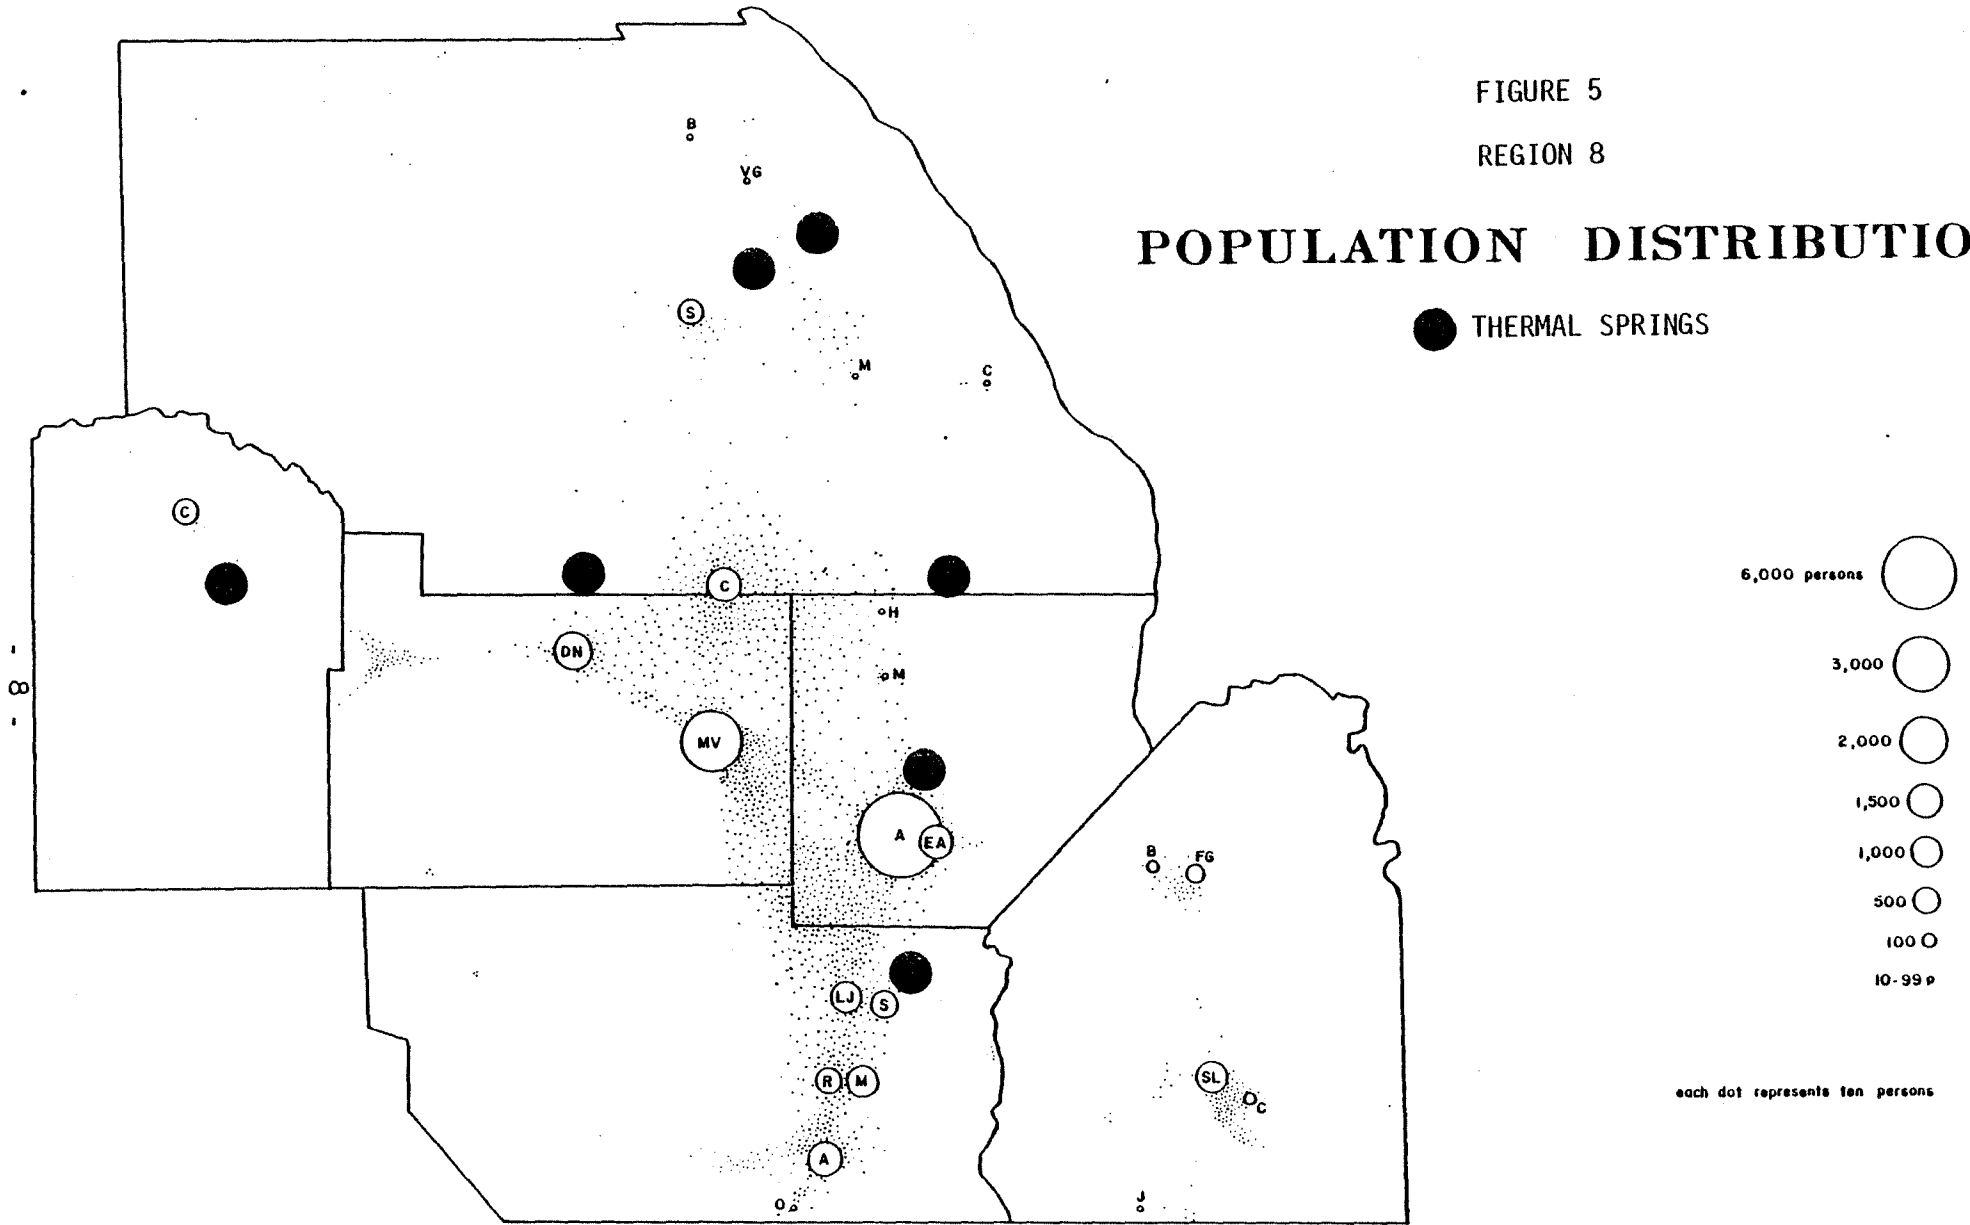 FIGURE 5
REGION 8
POPULATION DISTRIBUTIO
THERMAL SPRINGS
B
VG
S
M
C
C
C
H
DN
M
MV
A
EA
B
FG
LJ
S
R
M
SL
C
A
O
J
6,000 persons
3,000
2,000
1,500
1,000
500
100
10-99
each dot represents ten persons
- 8 -